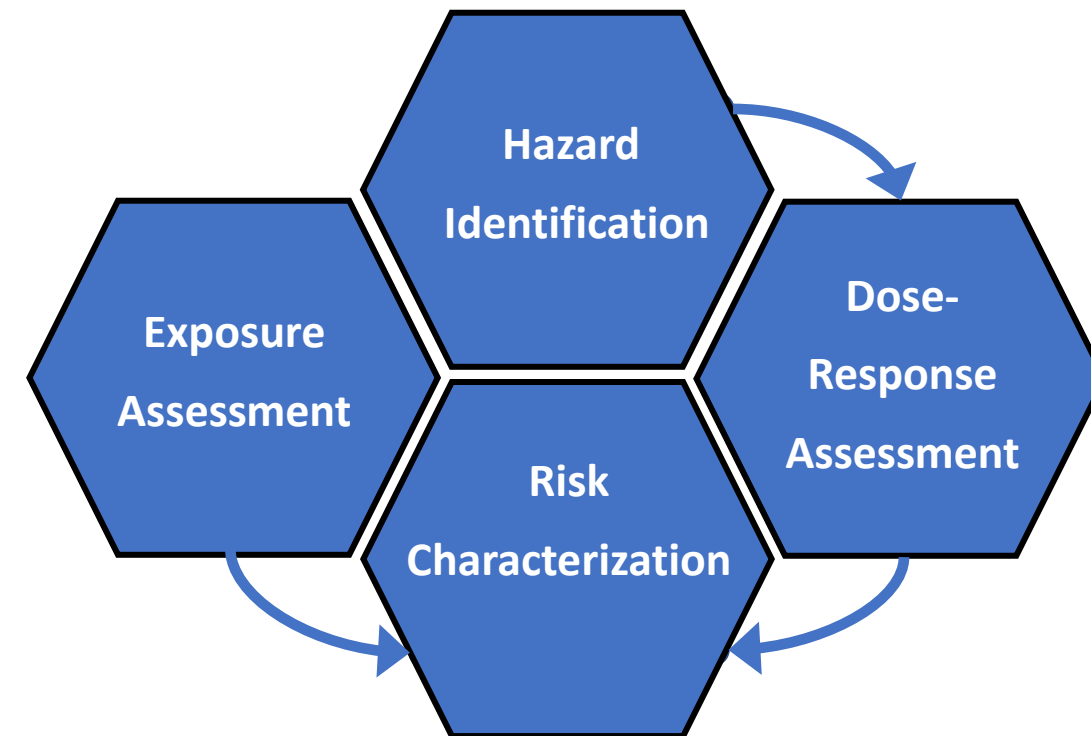 Hazard
Identification
Exposure
Assessment
Dose-
Response
Assessment
Risk
Characterization